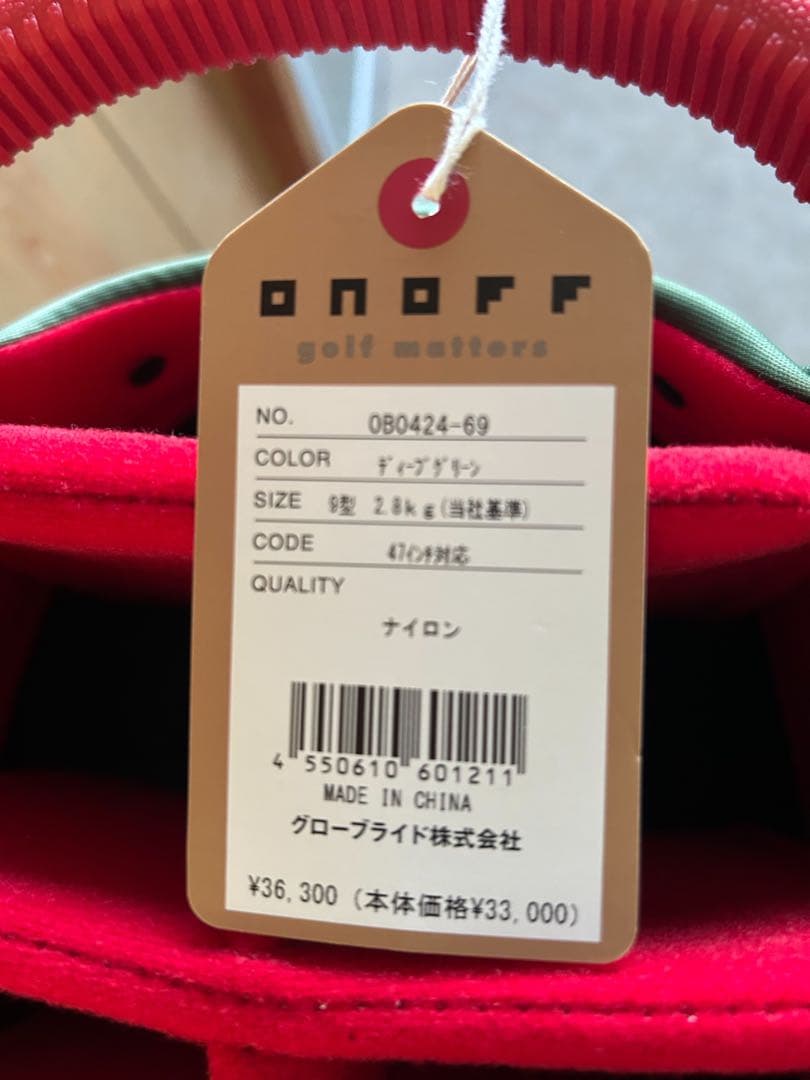 onoff
golf matters
NO. OB0424-69
COLOR ﾃﾞｨｰﾌﾟｸﾞﾘｰﾝ
SIZE 9型 2.8kg(当社基準)
CODE 47ｲﾝﾁ対応
QUALITY
ナイロン
4 550610 601211
MADE IN CHINA
グローブライド株式会社
¥36,300 (本体価格¥33,000)